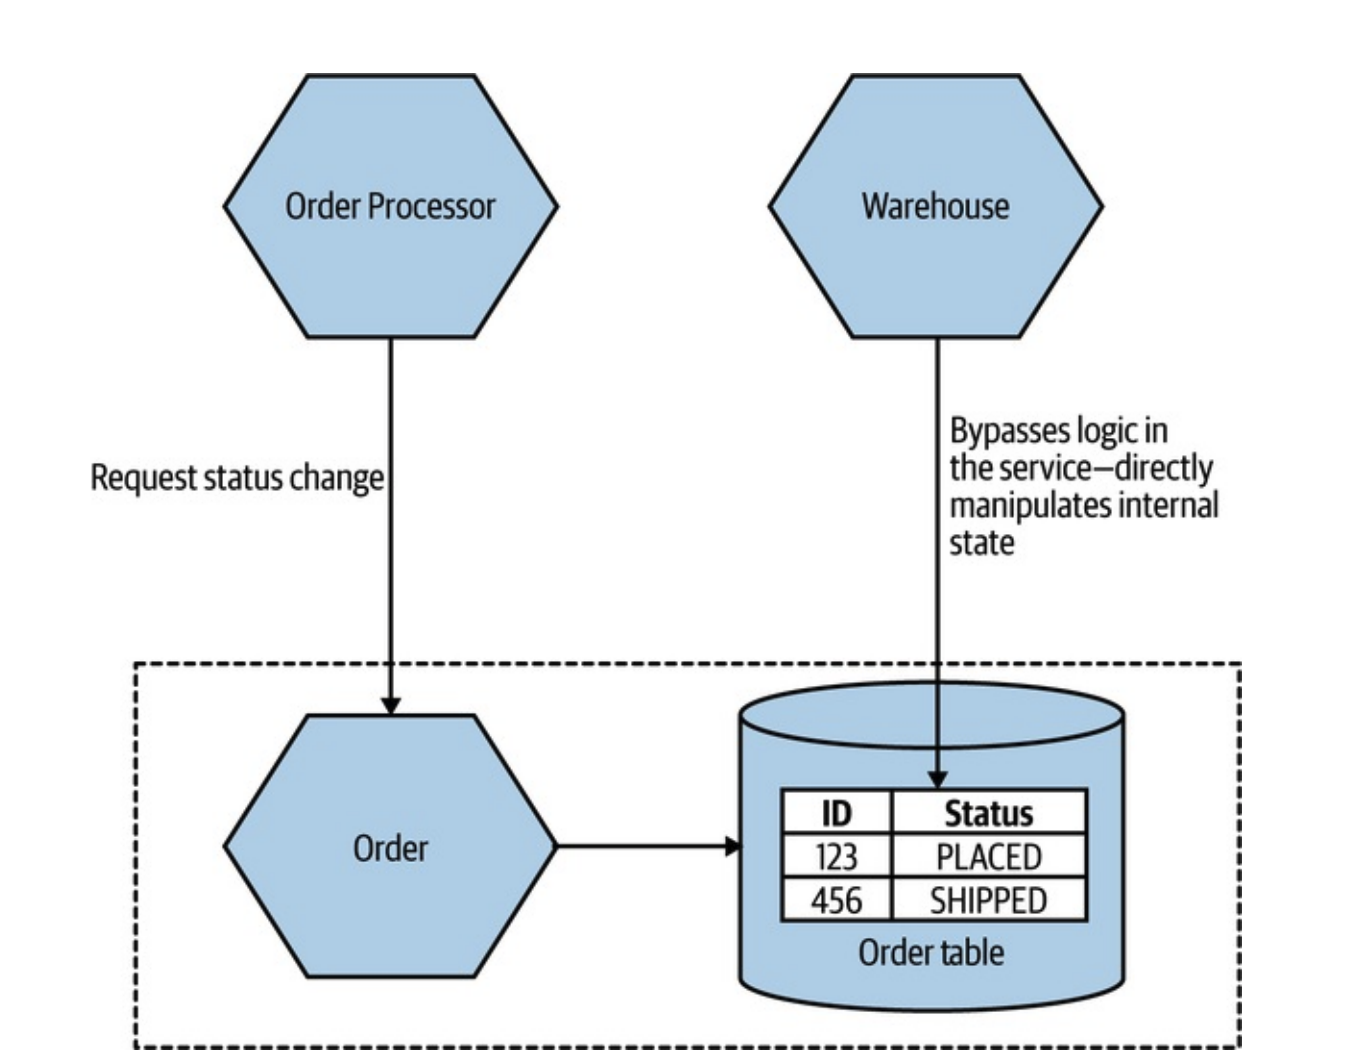 Order Processor
Warehouse
Request status change
Bypasses logic in
the service—directly
manipulates internal
state
Order
ID Status
123 PLACED
456 SHIPPED
Order table